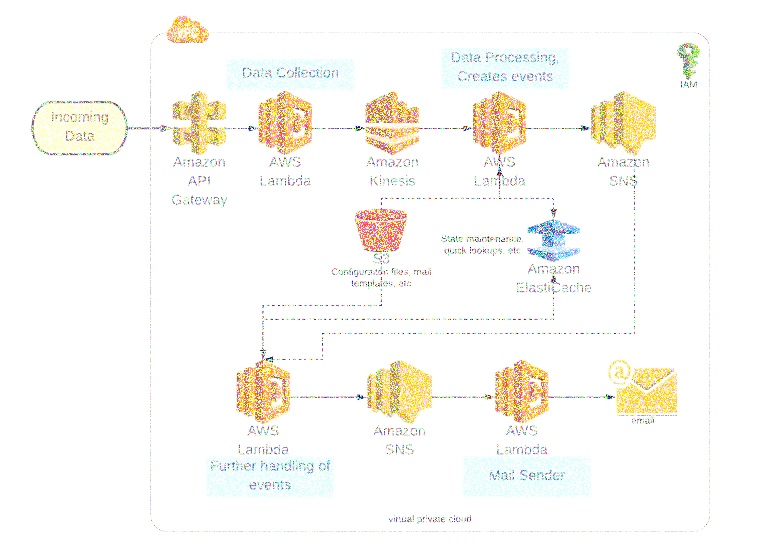 Data Collection
Data Processing,
Creates events
IAM
Incoming
Data
Amazon
API
Gateway
AWS
Lambda
Amazon
Kinesis
AWS
Lambda
Amazon
SNS
S3
Configuration files, mail
templates, etc
State maintenance,
quick lookups, etc
Amazon
ElastiCache
AWS
Lambda
Further handling of
events
Amazon
SNS
AWS
Lambda
Mail Sender
@
email
virtual private cloud